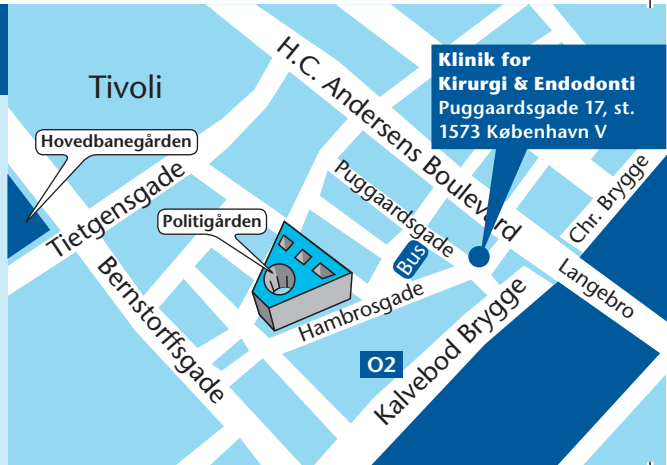 Tivoli
H.C. Andersens Boulevard
Klinik for
Kirurgi & Endodonti
Puggaardsgade 17, st.
1573 København V
Hovedbanegården
Tietgensgade
Politigården
Puggaardsgade
Bus
Chr. Brygge
Langebro
Bernstorffsgade
Hambrosgade
O2
Kalvebod Brygge